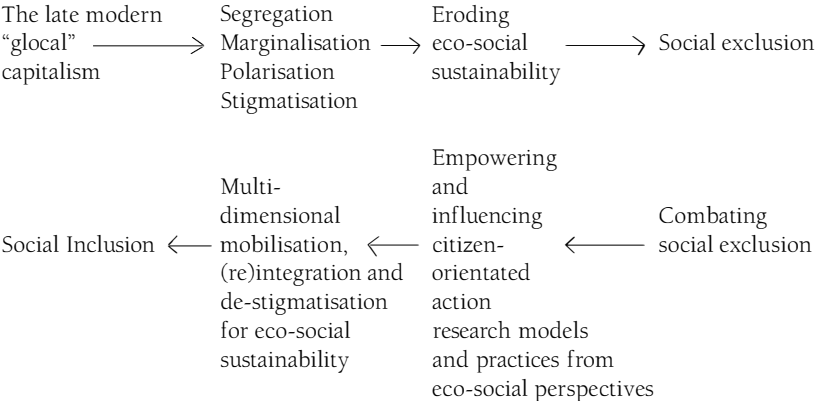 The late modern
“glocal”
capitalism
Segregation
Marginalisation
Polarisation
Stigmatisation
Eroding
eco-social
sustainability
Social exclusion
Social Inclusion
Multi-
dimensional
mobilisation,
(re)integration and
de-stigmatisation
for eco-social
sustainability
Empowering
and
influencing
citizen-
orientated
action
research models
and practices from
eco-social perspectives
Combating
social exclusion